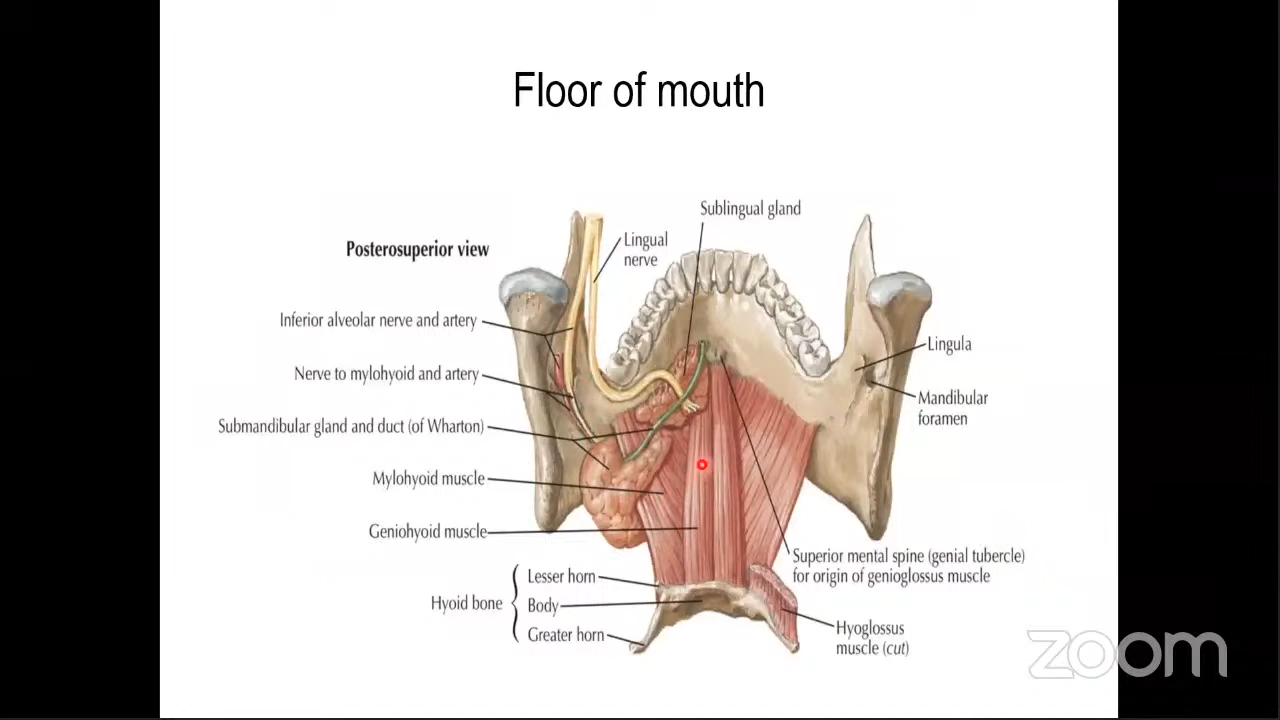 Floor of mouth
Sublingual gland
Posterosuperior view
Lingual
nerve
Inferior alveolar nerve and artery
Lingula
Nerve to mylohyoid and artery
Mandibular
foramen
Submandibular gland and duct (of Wharton)
Mylohyoid muscle
Geniohyoid muscle
Superior mental spine (genial tubercle)
for origin of genioglossus muscle
Hyoid bone
Lesser horn
Body
Greater horn
Hyoglossus
muscle (cut)
zoom